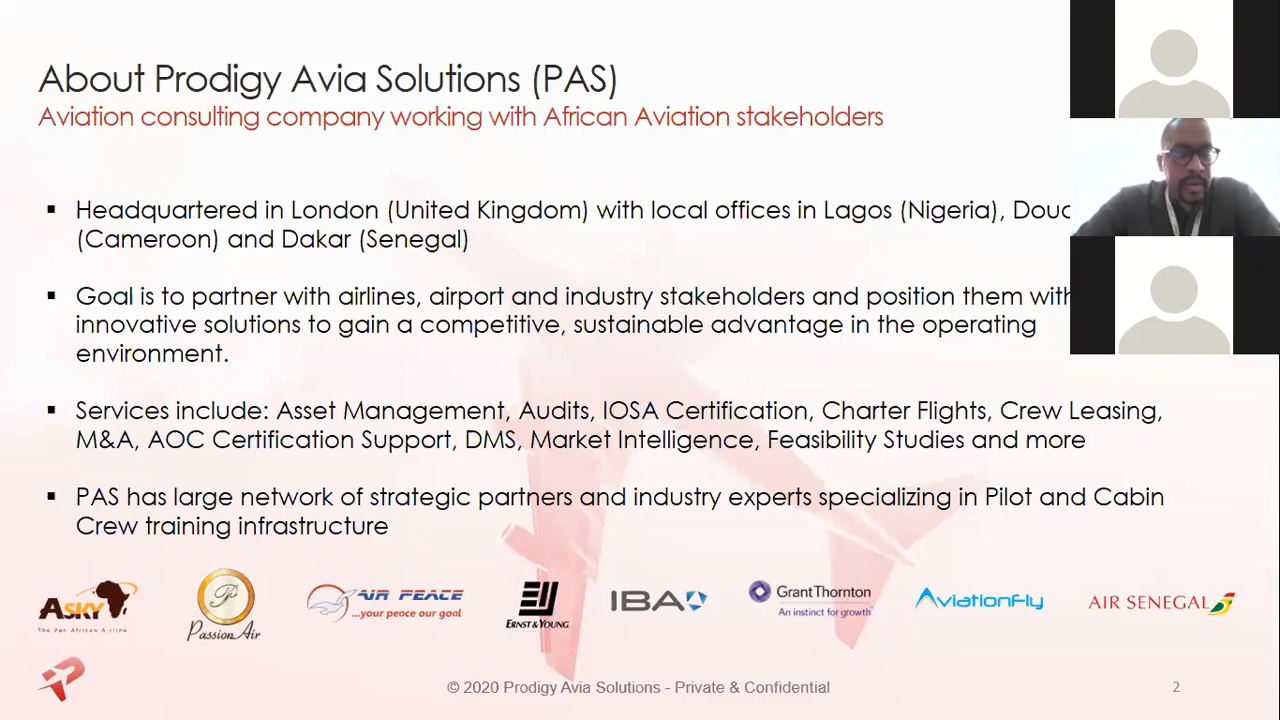 About Prodigy Avia Solutions (PAS)
Aviation consulting company working with African Aviation stakeholders
▪ Headquartered in London (United Kingdom) with local offices in Lagos (Nigeria),
(Cameroon) and Dakar (Senegal)
▪ Goal is to partner with airlines, airport and industry stakeholders and position them with
innovative solutions to gain a competitive, sustainable advantage in the operating
environment.
▪ Services include: Asset Management, Audits, IOSA Certification, Charter Flights, Crew Leasing,
M&A, AOC Certification Support, DMS, Market Intelligence, Feasibility Studies and more
▪ PAS has large network of strategic partners and industry experts specializing in Pilot and Cabin
Crew training infrastructure
ASKY
The Pan African Airline
P
PassionAir
AIR PEACE
...your peace our goal
EY
ERNST & YOUNG
IBA
Grant Thornton
An instinct for growth
AviationFly
AIR SENEGAL
© 2020 Prodigy Avia Solutions - Private & Confidential
2